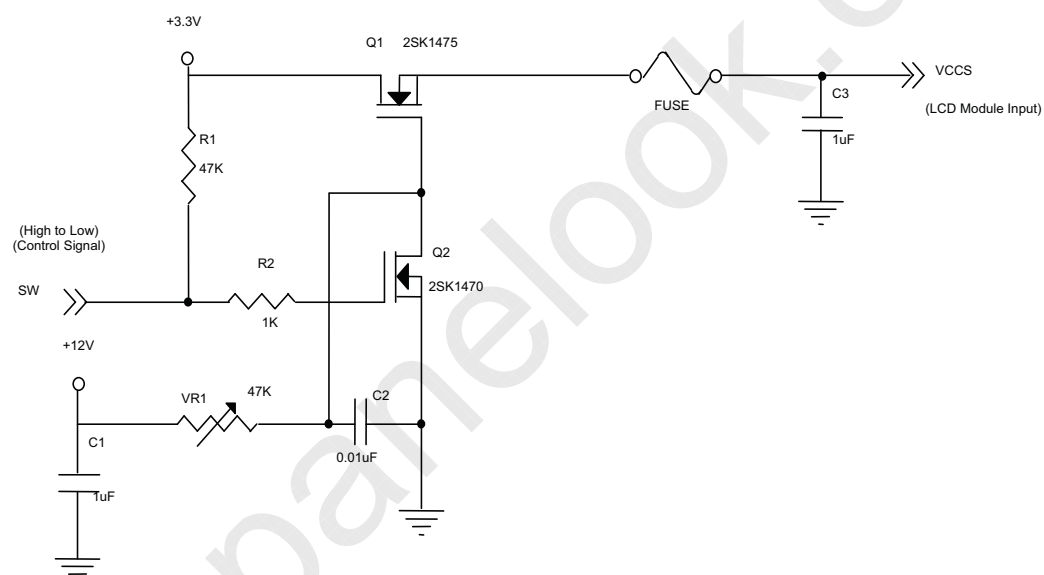 +3.3V
Q1 2SK1475
R1
47K
FUSE
C3
1uF
VCCS
(LCD Module Input)
(High to Low)
(Control Signal)
SW
R2
1K
Q2
2SK1470
+12V
VR1
47K
C2
0.01uF
C1
1uF
panelook.c